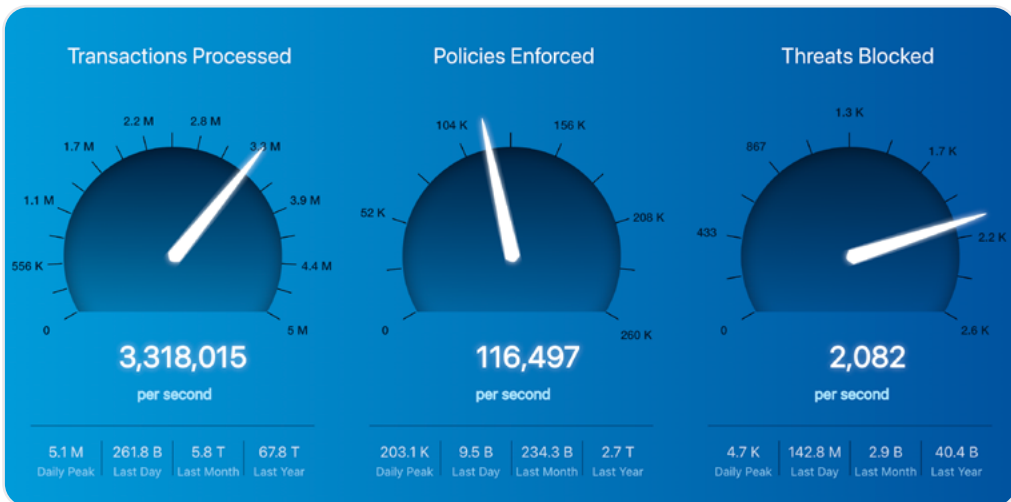 Transactions Processed
0
556 K
1.1 M
1.7 M
2.2 M
2.8 M
3.3 M
3.9 M
4.4 M
5 M
3,318,015
per second
5.1 M 261.8 B 5.8 T 67.8 T
Daily Peak Last Day Last Month Last Year
Policies Enforced
0
52 K
104 K
156 K
208 K
260 K
116,497
per second
203.1 K 9.5 B 234.3 B 2.7 T
Daily Peak Last Day Last Month Last Year
Threats Blocked
0
433
867
1.3 K
1.7 K
2.2 K
2.6 K
2,082
per second
4.7 K 142.8 M 2.9 B 40.4 B
Daily Peak Last Day Last Month Last Year